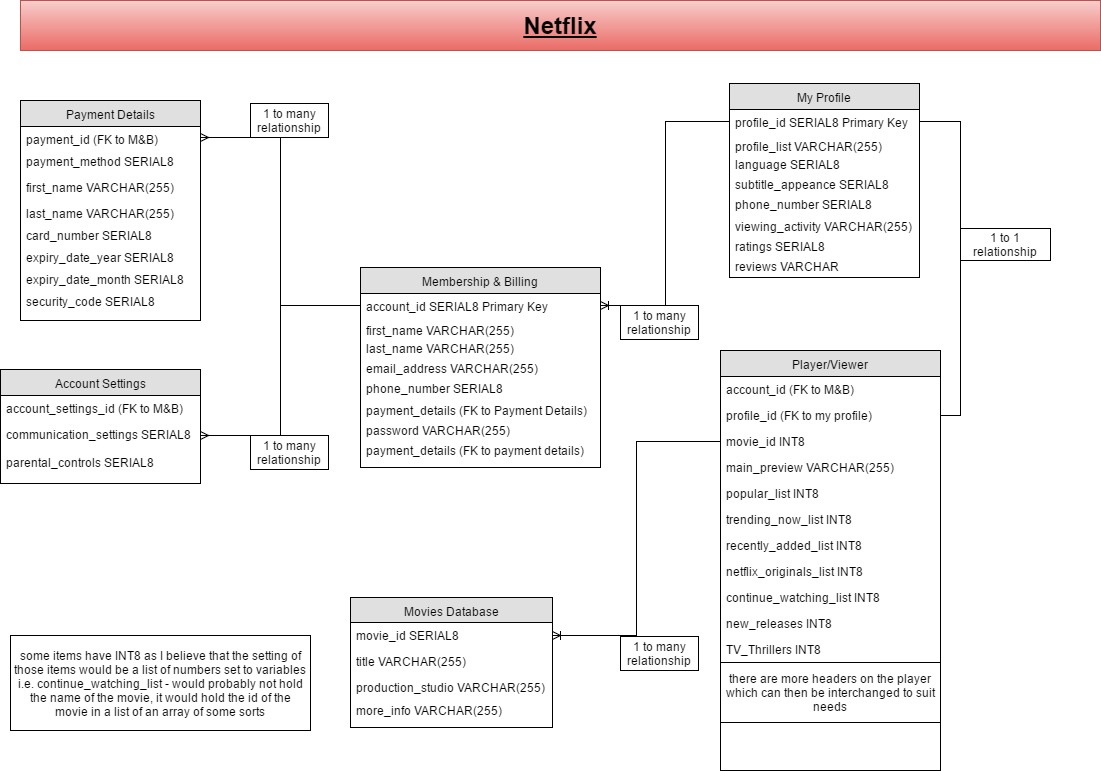 Netflix
Payment Details
payment_id (FK to M&B)
payment_method SERIAL8
first_name VARCHAR(255)
last_name VARCHAR(255)
card_number SERIAL8
expiry_date_year SERIAL8
expiry_date_month SERIAL8
security_code SERIAL8
1 to many
relationship
Account Settings
account_settings_id (FK to M&B)
communication_settings SERIAL8
parental_controls SERIAL8
1 to many
relationship
Membership & Billing
account_id SERIAL8 Primary Key
first_name VARCHAR(255)
last_name VARCHAR(255)
email_address VARCHAR(255)
phone_number SERIAL8
payment_details (FK to Payment Details)
password VARCHAR(255)
payment_details (FK to payment details)
1 to many
relationship
My Profile
profile_id SERIAL8 Primary Key
profile_list VARCHAR(255)
language SERIAL8
subtitle_appeance SERIAL8
phone_number SERIAL8
viewing_activity VARCHAR(255)
ratings SERIAL8
reviews VARCHAR
1 to 1
relationship
Player/Viewer
account_id (FK to M&B)
profile_id (FK to my profile)
movie_id INT8
main_preview VARCHAR(255)
popular_list INT8
trending_now_list INT8
recently_added_list INT8
netflix_originals_list INT8
continue_watching_list INT8
new_releases INT8
TV_Thrillers INT8
there are more headers on the player
which can then be interchanged to suit
needs
Movies Database
movie_id SERIAL8
title VARCHAR(255)
production_studio VARCHAR(255)
more_info VARCHAR(255)
1 to many
relationship
some items have INT8 as I believe that the setting of
those items would be a list of numbers set to variables
i.e. continue_watching_list - would probably not hold
the name of the movie, it would hold the id of the
movie in a list of an array of some sorts